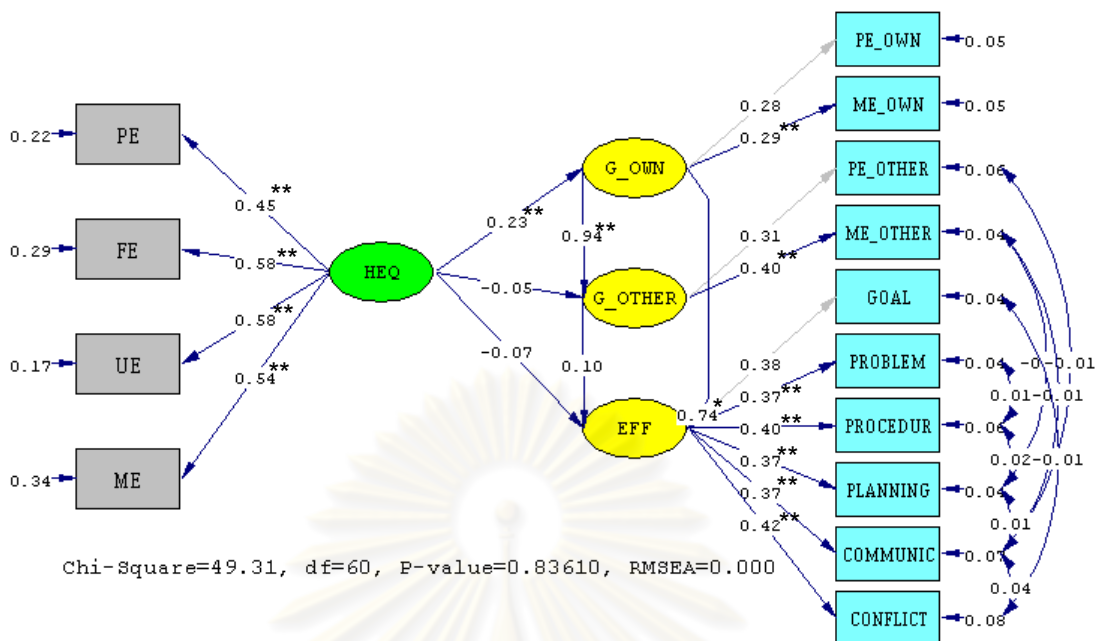 PE_OWN
0.05
ME_OWN
0.05
PE_OTHER
0.06
ME_OTHER
0.04
GOAL
0.04
PROBLEM
0.04
PROCEDUR
0.06
PLANNING
0.04
COMMUNIC
0.07
CONFLICT
0.08
0.22
PE
0.29
FE
0.17
UE
0.34
ME
0.45**
0.58**
0.58**
0.54**
HEQ
0.23**
-0.05
-0.07
G_OWN
0.94**
G_OTHER
0.10
EFF
0.74*
0.28
0.29**
0.31
0.40**
0.38
0.37**
0.40**
0.37**
0.37**
0.42**
-0.01
0.01
-0.01
0.02
-0.01
0.01
0.04
Chi-Square=49.31, df=60, P-value=0.83610, RMSEA=0.000